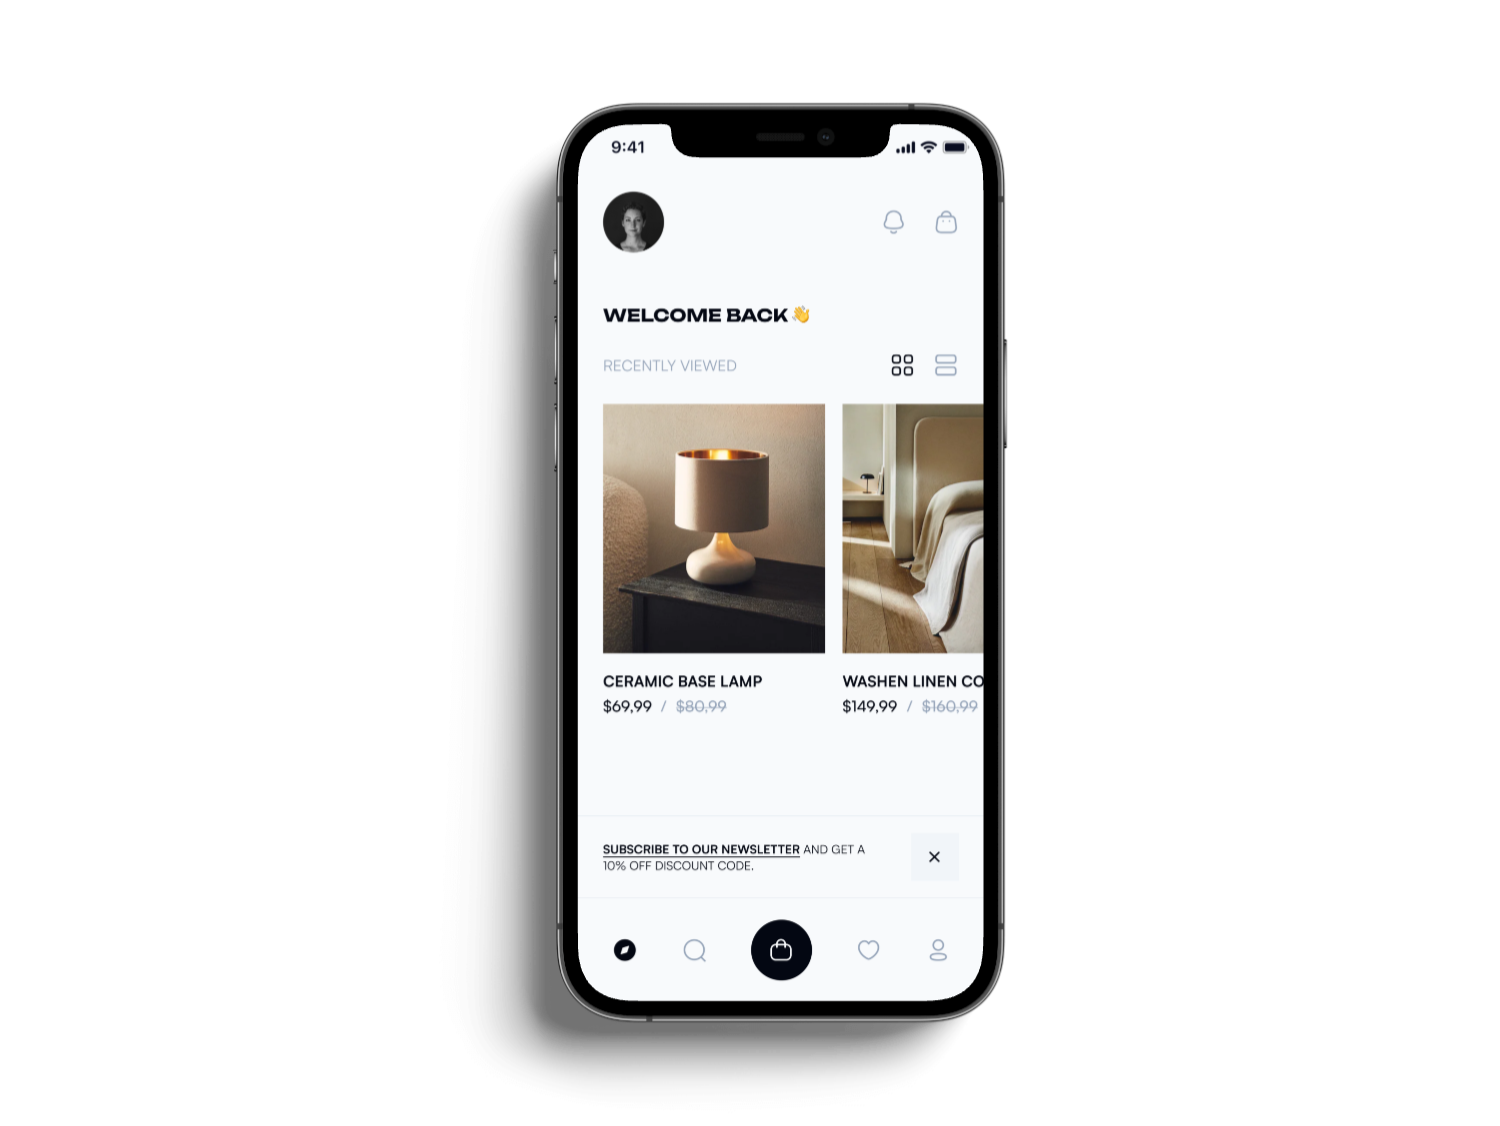 9:41
WELCOME BACK 👋
RECENTLY VIEWED
CERAMIC BASE LAMP
$69,99 / $80,99
WASHEN LINEN CO
$149,99 / $160,99
SUBSCRIBE TO OUR NEWSLETTER AND GET A
10% OFF DISCOUNT CODE.